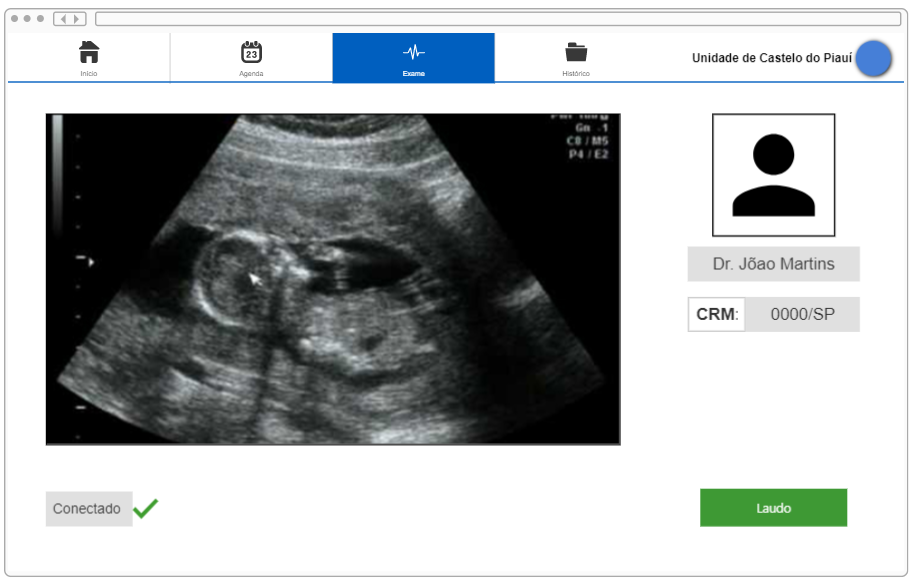 Início
23
Agenda
Exame
Histórico
Unidade de Castelo do Piauí
Gn -1
C8 / M5
P4 / E2
Dr. Jõao Martins
CRM: 0000/SP
Conectado
Laudo